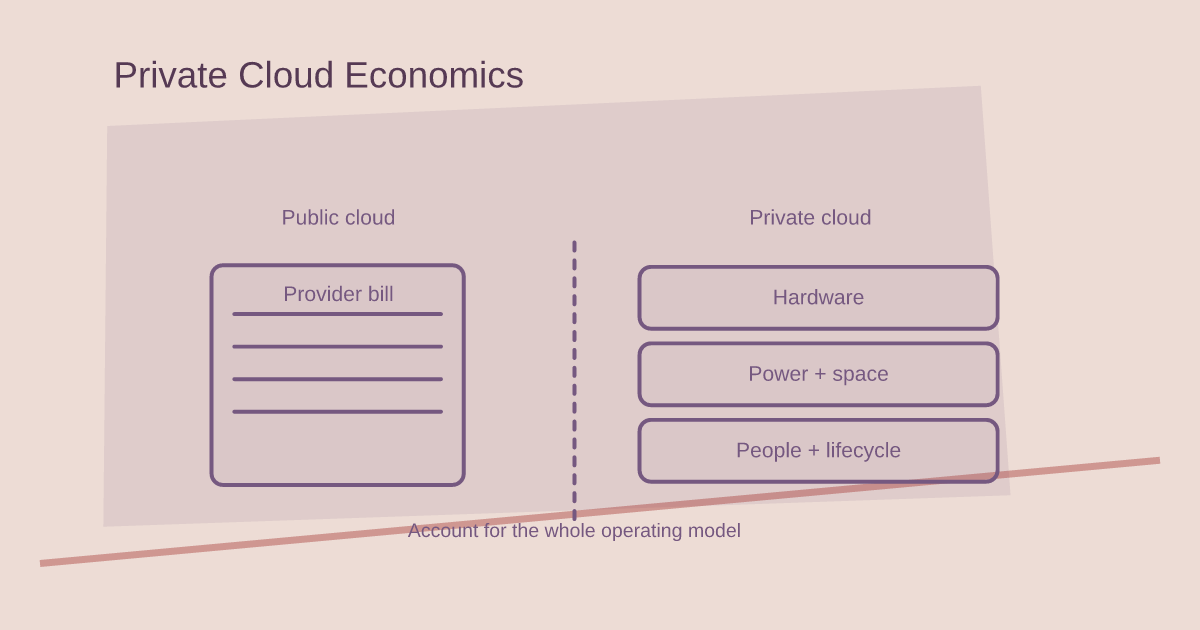 Private Cloud Economics
Public cloud
Private cloud
Provider bill
Hardware
Power + space
People + lifecycle
Account for the whole operating model